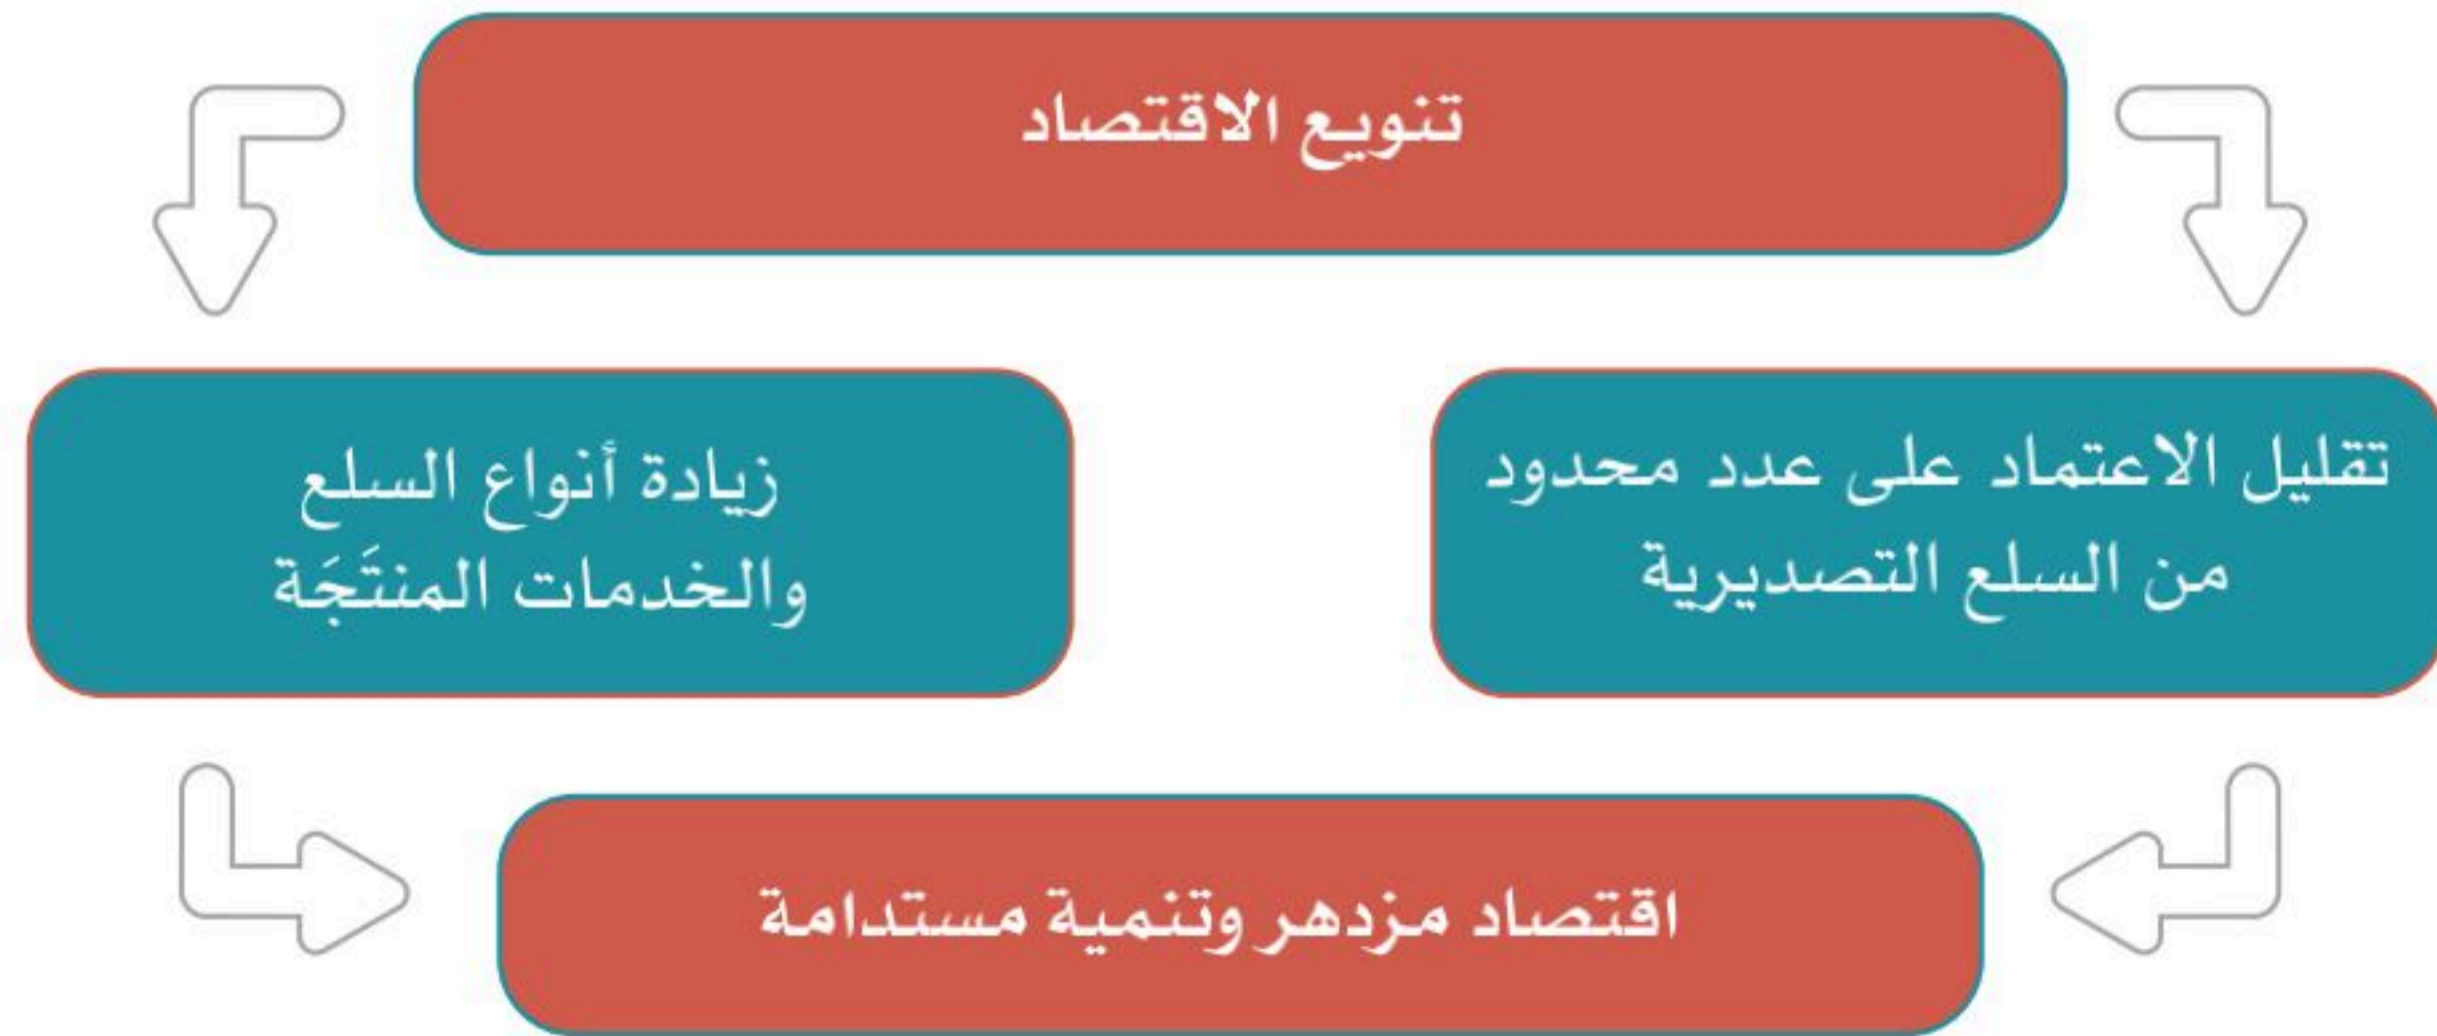 تنويع الاقتصاد
تقليل الاعتماد على عدد محدود
من السلع التصديرية
زيادة أنواع السلع
والخدمات المنتَجَة
اقتصاد مزدهر وتنمية مستدامة